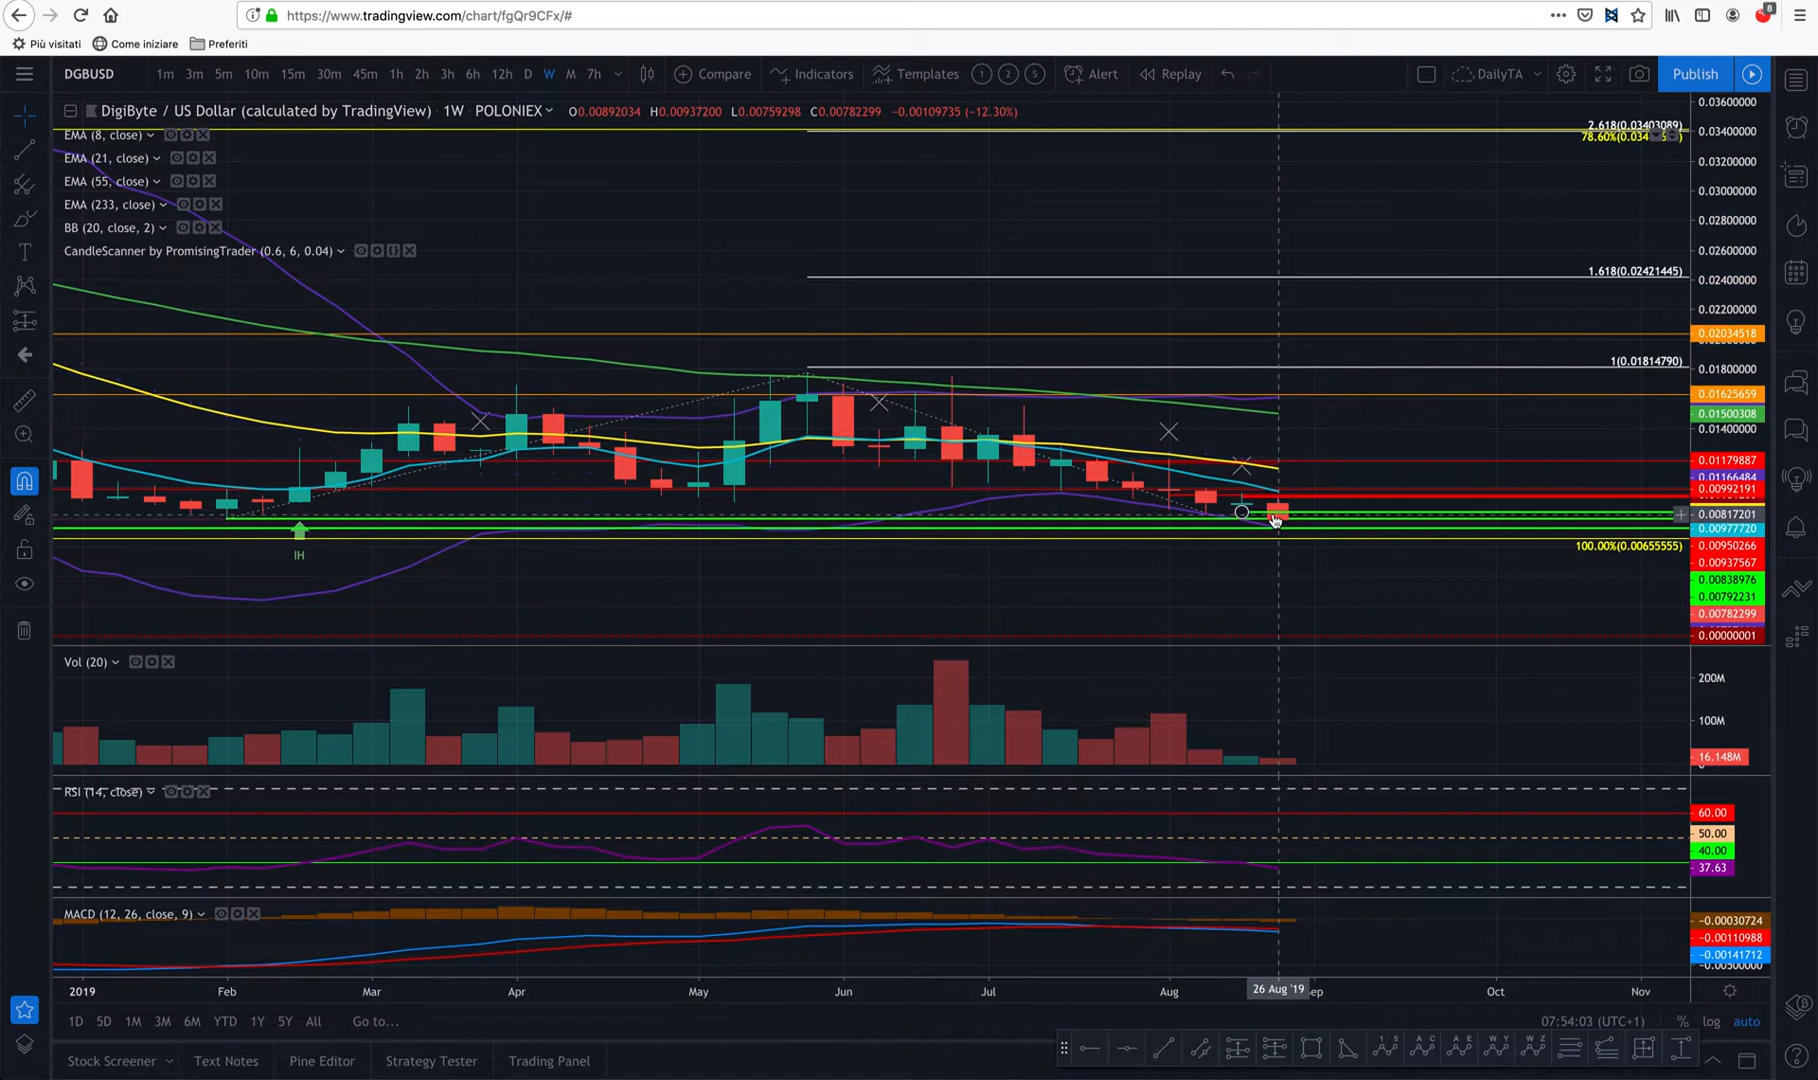 https://www.tradingview.com/chart/fgQr9CFx/#
8
Più visitati Come iniziare Preferiti
DGBUSD 1m 3m 5m 10m 15m 30m 45m 1h 2h 3h 6h 12h D W M 7h Compare Indicators Templates 1 2 5 Alert Replay DailyTA Publish
DigiByte / US Dollar (calculated by TradingView) · 1W · POLONIEX O0.00892034 H0.00937200 L0.00759298 C0.00782299 −0.00109735 (−12.30%)
EMA (8, close)
EMA (21, close)
EMA (55, close)
EMA (233, close)
BB (20, close, 2)
CandleScanner by PromisingTrader (0.6, 6, 0.04)
2.618(0.03403089)
1.618(0.02421445)
1(0.01814790)
100.00%(0.00655555)
IH
0.03600000
0.03400000
0.03200000
0.03000000
0.02800000
0.02600000
0.02400000
0.02200000
0.02034518
0.01800000
0.01625659
0.01500308
0.01400000
0.01179887
0.01166484
0.00992191
0.00817201
0.00977720
0.00950266
0.00937567
0.00838976
0.00792231
0.00782299
0.00000001
Vol (20)
200M
100M
16.148M
RSI (14, close)
60.00
50.00
40.00
37.63
MACD (12, 26, close, 9)
−0.00030724
−0.00110988
−0.00141712
2019 Feb Mar Apr May Jun Jul Aug 26 Aug '19 Oct Nov
1D 5D 1M 3M 6M YTD 1Y 5Y All Go to... 07:54:03 (UTC+1) % log auto
Stock Screener Text Notes Pine Editor Strategy Tester Trading Panel